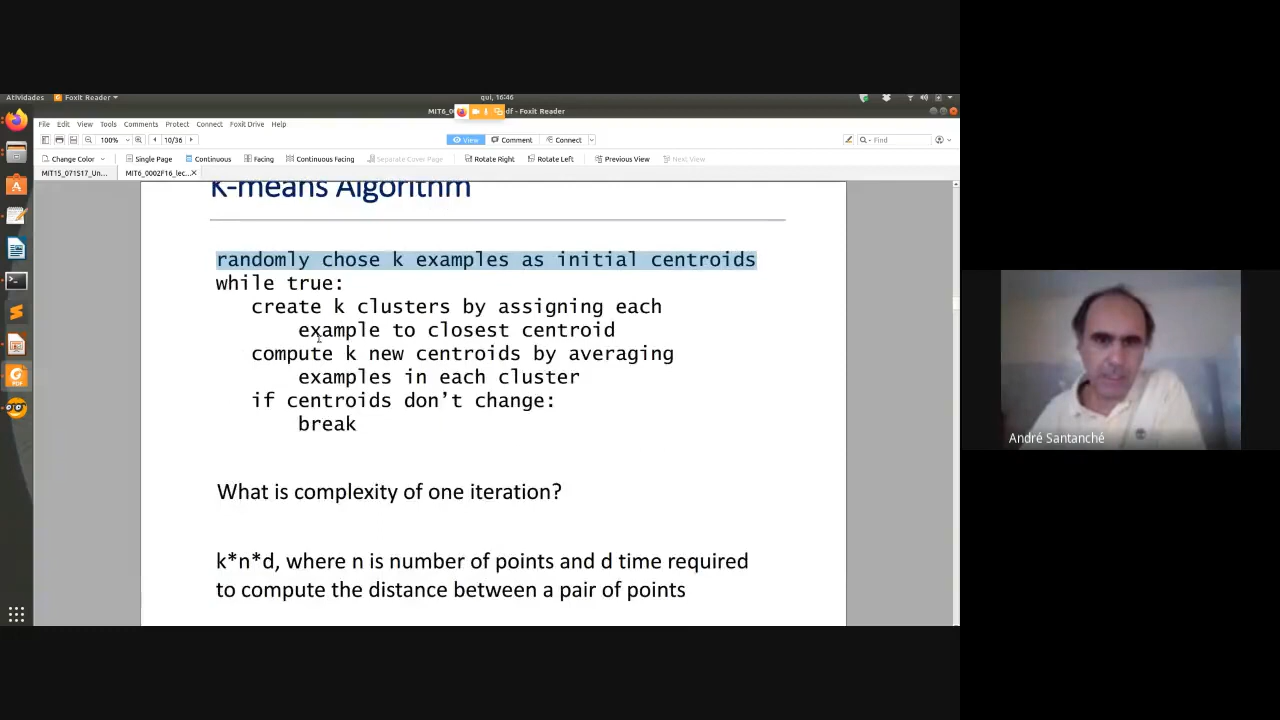 Atividades
Foxit Reader
qui, 16:46
MIT6_0
df - Foxit Reader
File Edit View Tools Comments Protect Connect Foxit Drive Help
100%
10/36
View
Comment
Connect
Find
Change Color
Single Page
Continuous
Facing
Continuous Facing
Separate Cover Page
Rotate Right
Rotate Left
Previous View
Next View
MIT15_071S17_Un...
MIT6_0002F16_lec...
K-means Algorithm
randomly chose k examples as initial centroids
while true:
create k clusters by assigning each
example to closest centroid
compute k new centroids by averaging
examples in each cluster
if centroids don't change:
break
What is complexity of one iteration?
k*n*d, where n is number of points and d time required
to compute the distance between a pair of points
André Santanchè